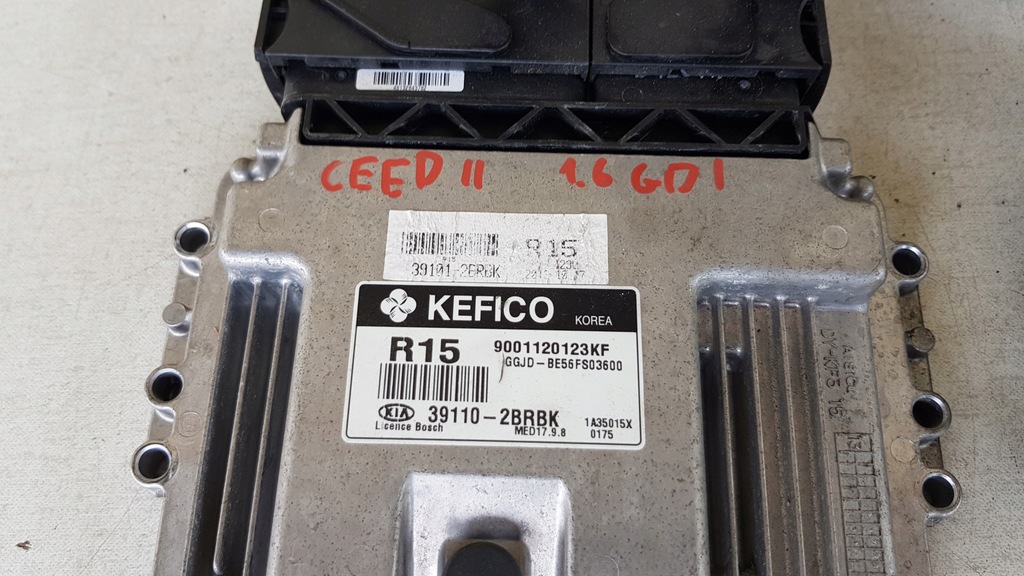 CEED II 1.6 GDI
R15
39101-2BRBK
KEFICO KOREA
R15 9001120123KF
GGJD-BE56FS03600
KIA 39110-2BRBK 1A35015X
Licence Bosch MED17.9.8 0175